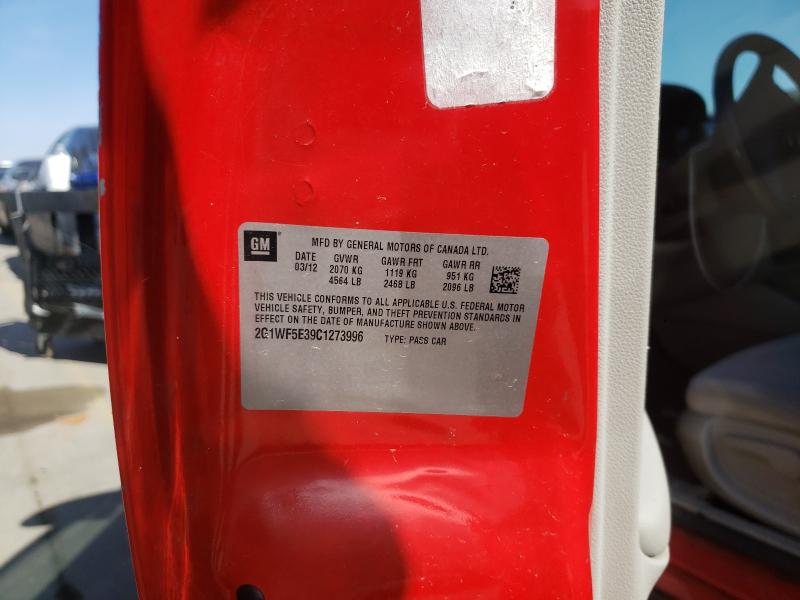 GM
MFD BY GENERAL MOTORS OF CANADA LTD.
DATE GVWR GAWR FRT GAWR RR
03/12 2070 KG 1119 KG 951 KG
4564 LB 2468 LB 2096 LB
THIS VEHICLE CONFORMS TO ALL APPLICABLE U.S. FEDERAL MOTOR
VEHICLE SAFETY, BUMPER, AND THEFT PREVENTION STANDARDS IN
EFFECT ON THE DATE OF MANUFACTURE SHOWN ABOVE.
2G1WF5E39C1273996 TYPE: PASS CAR